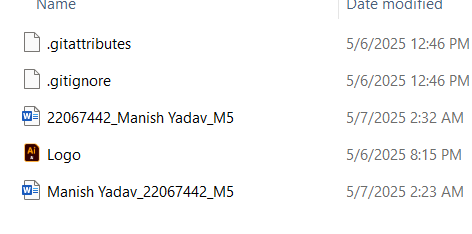 Name Date modified
.gitattributes 5/6/2025 12:46 PM
.gitignore 5/6/2025 12:46 PM
22067442_Manish Yadav_M5 5/7/2025 2:32 AM
Logo 5/6/2025 8:15 PM
Manish Yadav_22067442_M5 5/7/2025 2:23 AM